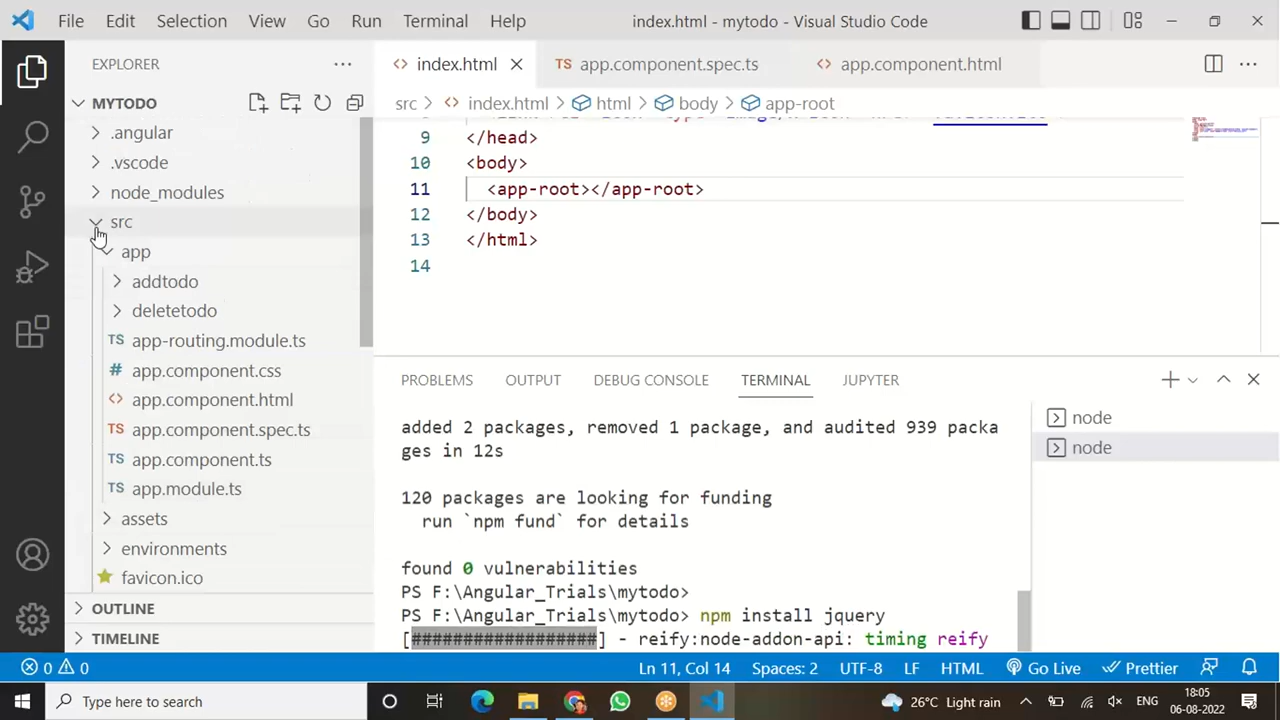 File Edit Selection View Go Run Terminal Help index.html - mytodo - Visual Studio Code
EXPLORER
MYTODO
.angular
.vscode
node_modules
src
app
addtodo
deletetodo
TS app-routing.module.ts
# app.component.css
<> app.component.html
TS app.component.spec.ts
TS app.component.ts
TS app.module.ts
assets
environments
favicon.ico
OUTLINE
TIMELINE
<> index.html TS app.component.spec.ts <> app.component.html
src > <> index.html > html > body > app-root
9 </head>
10 <body>
11 <app-root></app-root>
12 </body>
13 </html>
14
PROBLEMS OUTPUT DEBUG CONSOLE TERMINAL JUPYTER
added 2 packages, removed 1 package, and audited 939 packa
ges in 12s
120 packages are looking for funding
run `npm fund` for details
found 0 vulnerabilities
PS F:\Angular_Trials\mytodo>
PS F:\Angular_Trials\mytodo> npm install jquery
[##################] - reify:node-addon-api: timing reify
node
node
0 0 Ln 11, Col 14 Spaces: 2 UTF-8 LF HTML Go Live Prettier
Type here to search
26°C Light rain ENG 18:05
06-08-2022